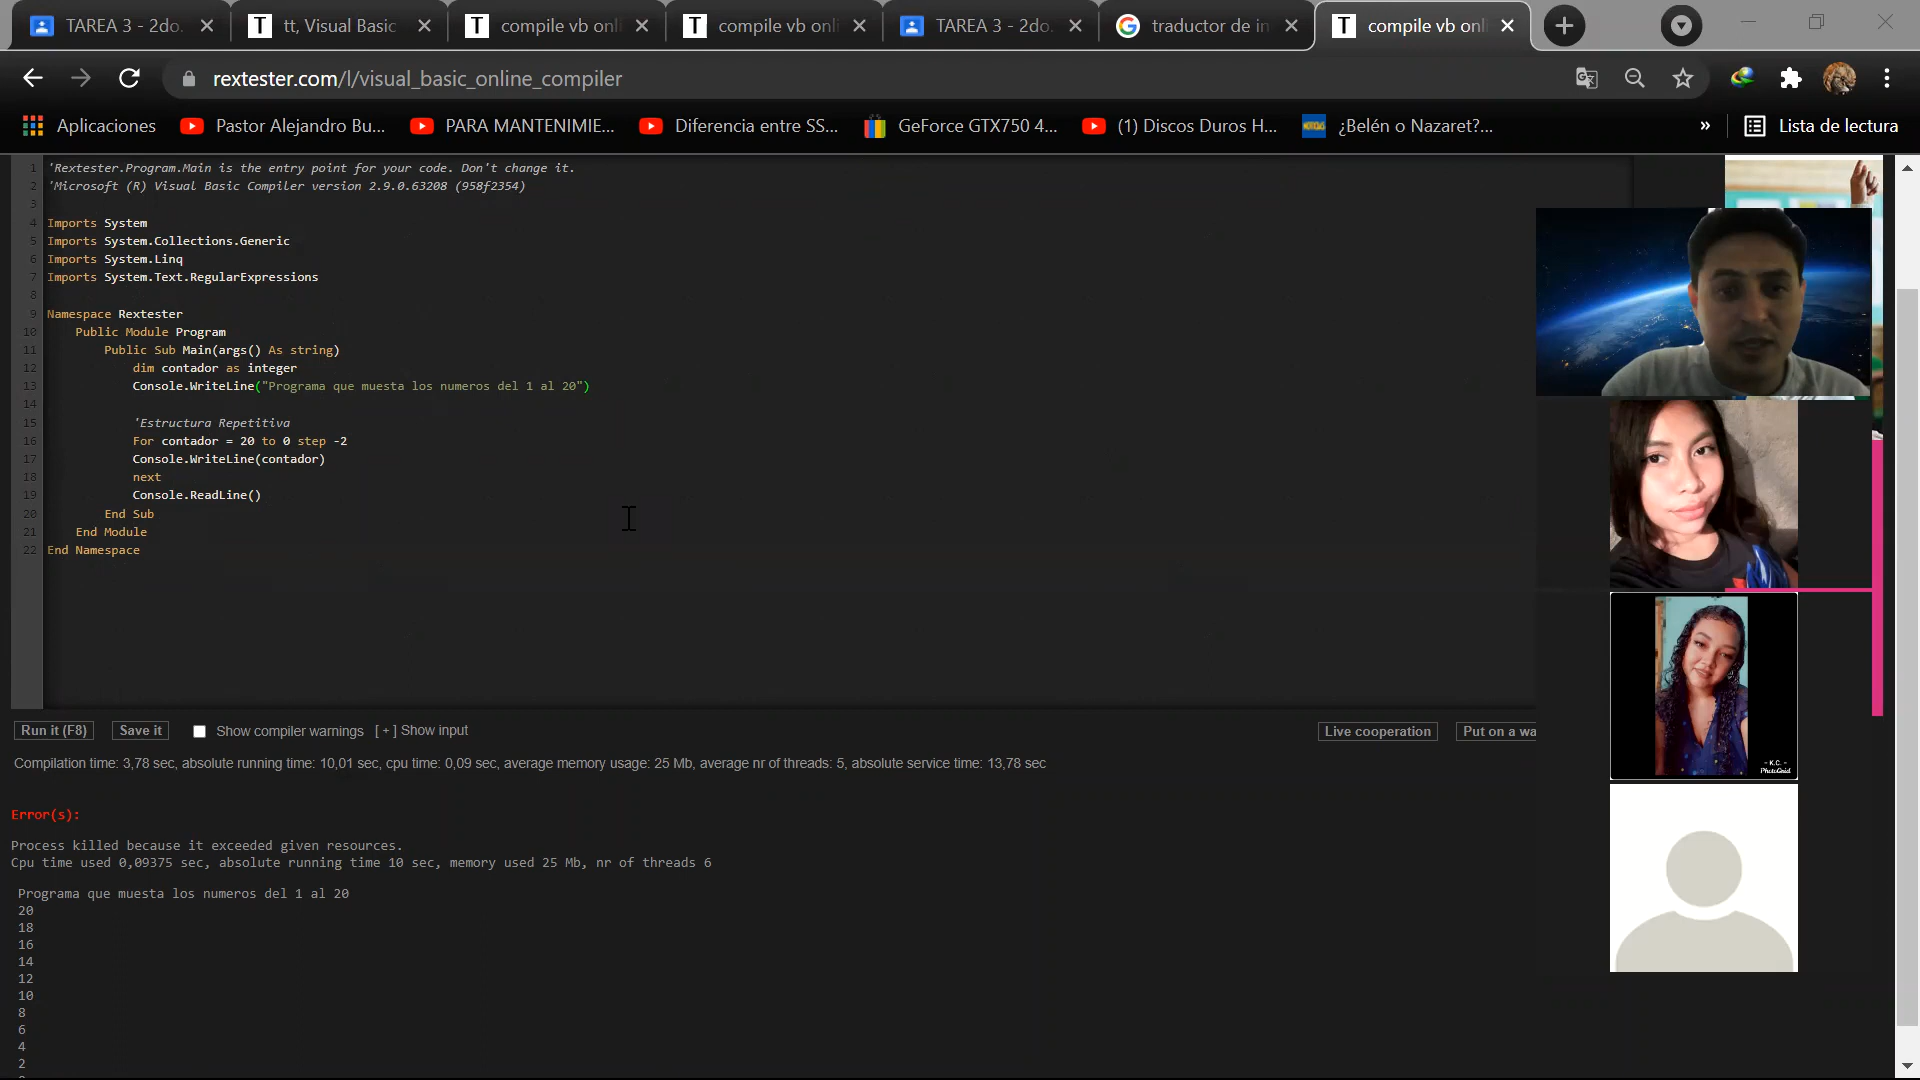 TAREA 3 - 2do.
tt, Visual Basic
compile vb onl
compile vb onl
TAREA 3 - 2do.
traductor de in
compile vb onl
rextester.com/l/visual_basic_online_compiler
Aplicaciones
Pastor Alejandro Bu...
PARA MANTENIMIE...
Diferencia entre SS...
GeForce GTX750 4...
(1) Discos Duros H...
¿Belén o Nazaret?...
»
Lista de lectura
1 'Rextester.Program.Main is the entry point for your code. Don't change it.
2 'Microsoft (R) Visual Basic Compiler version 2.9.0.63208 (958f2354)
3
4 Imports System
5 Imports System.Collections.Generic
6 Imports System.Linq
7 Imports System.Text.RegularExpressions
8
9 Namespace Rextester
10 Public Module Program
11 Public Sub Main(args() As string)
12 dim contador as integer
13 Console.WriteLine("Programa que muesta los numeros del 1 al 20")
14
15 'Estructura Repetitiva
16 For contador = 20 to 0 step -2
17 Console.WriteLine(contador)
18 next
19 Console.ReadLine()
20 End Sub
21 End Module
22 End Namespace
Run it (F8)
Save it
Show compiler warnings
[ + ] Show input
Live cooperation
Put on a wa
Compilation time: 3,78 sec, absolute running time: 10,01 sec, cpu time: 0,09 sec, average memory usage: 25 Mb, average nr of threads: 5, absolute service time: 13,78 sec
Error(s):
Process killed because it exceeded given resources.
Cpu time used 0,09375 sec, absolute running time 10 sec, memory used 25 Mb, nr of threads 6
Programa que muesta los numeros del 1 al 20
20
18
16
14
12
10
8
6
4
2
- K.C. -
PhotoGrid